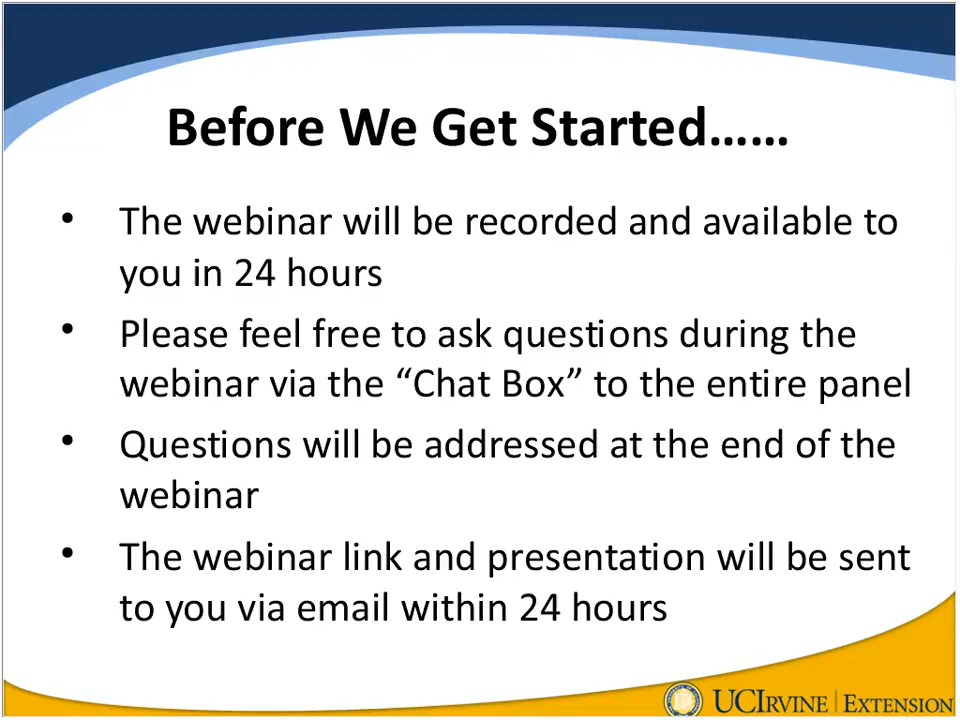 Before We Get Started……
• The webinar will be recorded and available to
you in 24 hours
• Please feel free to ask questions during the
webinar via the “Chat Box” to the entire panel
• Questions will be addressed at the end of the
webinar
• The webinar link and presentation will be sent
to you via email within 24 hours
UCIRVINE | EXTENSION